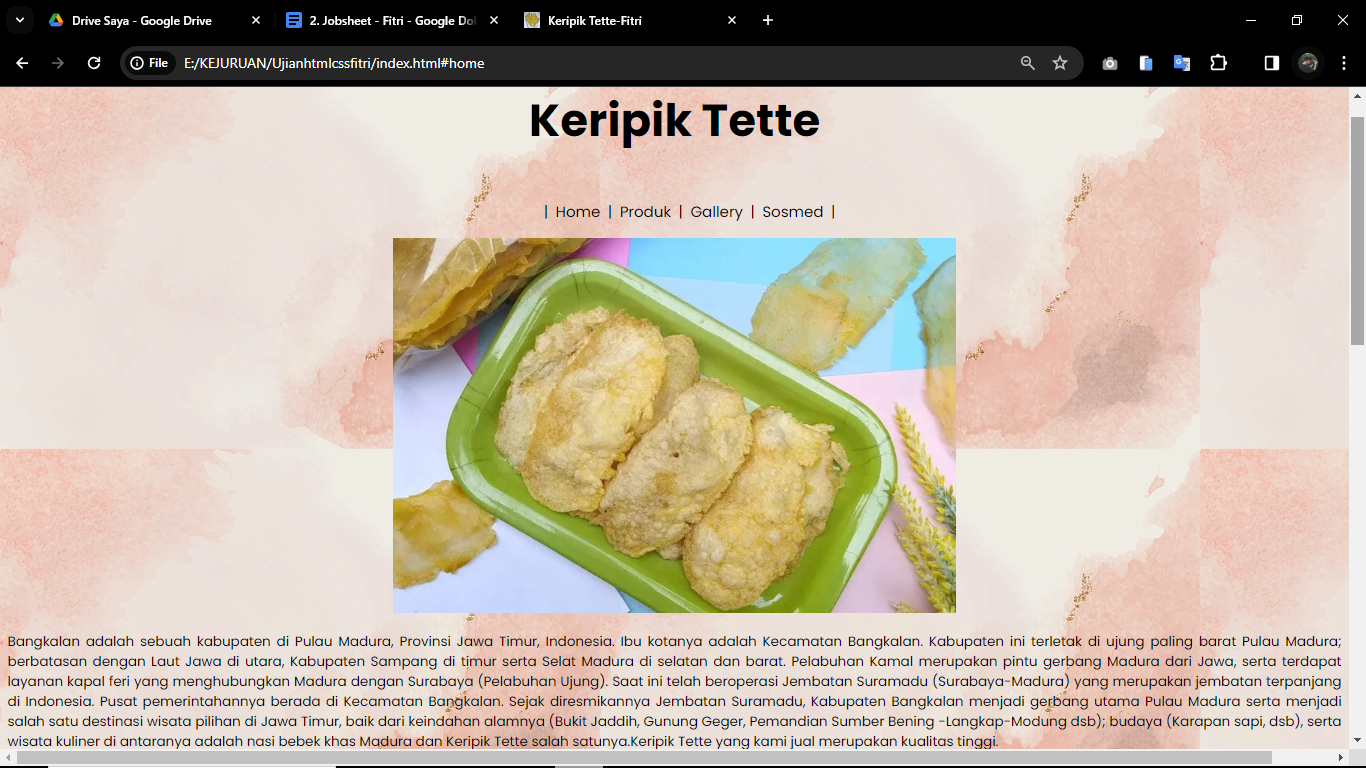 Drive Saya - Google Drive
2. Jobsheet - Fitri - Google Do
Keripik Tette-Fitri
File E:/KEJURUAN/Ujianhtmlcssfitri/index.html#home
Keripik Tette
| Home | Produk | Gallery | Sosmed |
Bangkalan adalah sebuah kabupaten di Pulau Madura, Provinsi Jawa Timur, Indonesia. Ibu kotanya adalah Kecamatan Bangkalan. Kabupaten ini terletak di ujung paling barat Pulau Madura;
berbatasan dengan Laut Jawa di utara, Kabupaten Sampang di timur serta Selat Madura di selatan dan barat. Pelabuhan Kamal merupakan pintu gerbang Madura dari Jawa, serta terdapat
layanan kapal feri yang menghubungkan Madura dengan Surabaya (Pelabuhan Ujung). Saat ini telah beroperasi Jembatan Suramadu (Surabaya-Madura) yang merupakan jembatan terpanjang
di Indonesia. Pusat pemerintahannya berada di Kecamatan Bangkalan. Sejak diresmikannya Jembatan Suramadu, Kabupaten Bangkalan menjadi gerbang utama Pulau Madura serta menjadi
salah satu destinasi wisata pilihan di Jawa Timur, baik dari keindahan alamnya (Bukit Jaddih, Gunung Geger, Pemandian Sumber Bening -Langkap-Modung dsb); budaya (Karapan sapi, dsb), serta
wisata kuliner di antaranya adalah nasi bebek khas Madura dan Keripik Tette salah satunya.Keripik Tette yang kami jual merupakan kualitas tinggi.